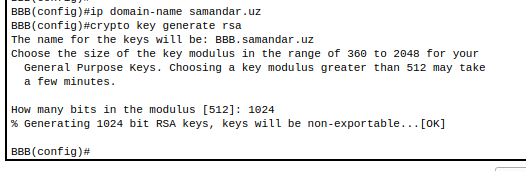 BBB(config)#ip domain-name samandar.uz
BBB(config)#crypto key generate rsa
The name for the keys will be: BBB.samandar.uz
Choose the size of the key modulus in the range of 360 to 2048 for your
General Purpose Keys. Choosing a key modulus greater than 512 may take
a few minutes.
How many bits in the modulus [512]: 1024
% Generating 1024 bit RSA keys, keys will be non-exportable...[OK]
BBB(config)#